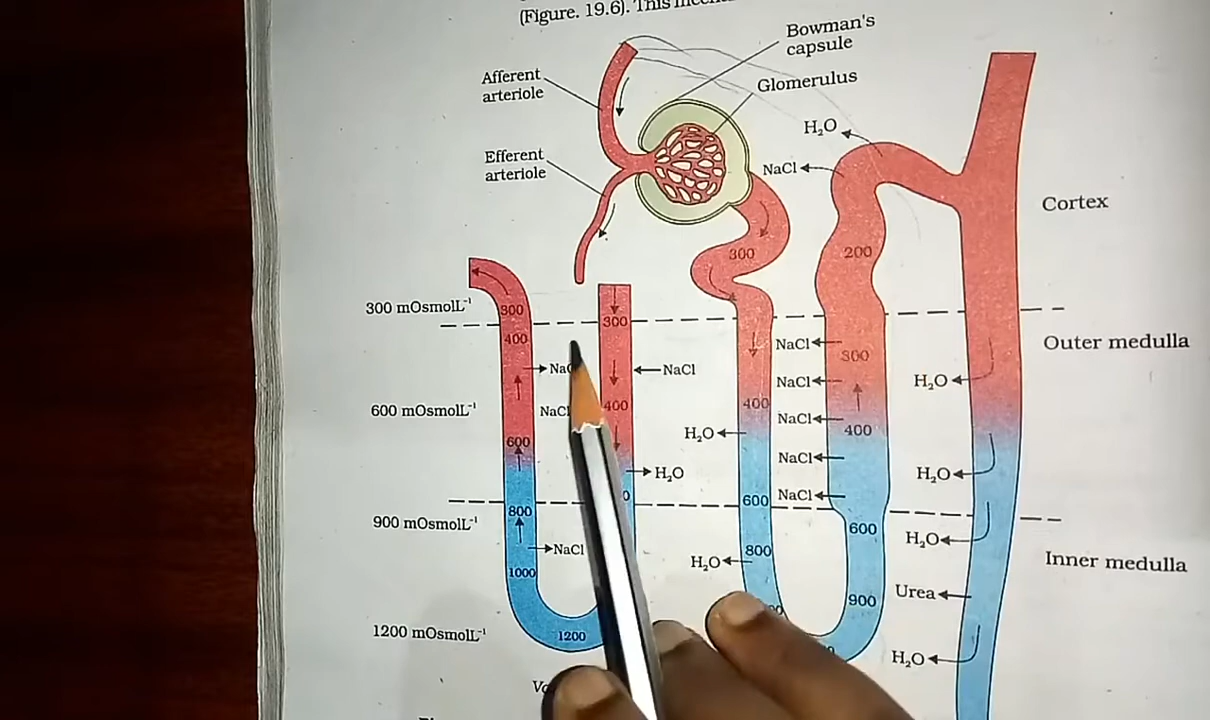 (Figure. 19.6). This
Bowman's
capsule
Afferent
arteriole
Glomerulus
H₂O
Efferent
arteriole
NaCl
Cortex
300
200
300 mOsmolL⁻¹
300
300
Outer medulla
400
NaCl
300
NaCl
NaCl
H₂O
600 mOsmolL⁻¹
NaCl
400
400
NaCl
400
H₂O
600
NaCl
H₂O
H₂O
600
NaCl
800
900 mOsmolL⁻¹
600
H₂O
NaCl
800
H₂O
Inner medulla
1000
900
Urea
1200 mOsmolL⁻¹
1200
H₂O